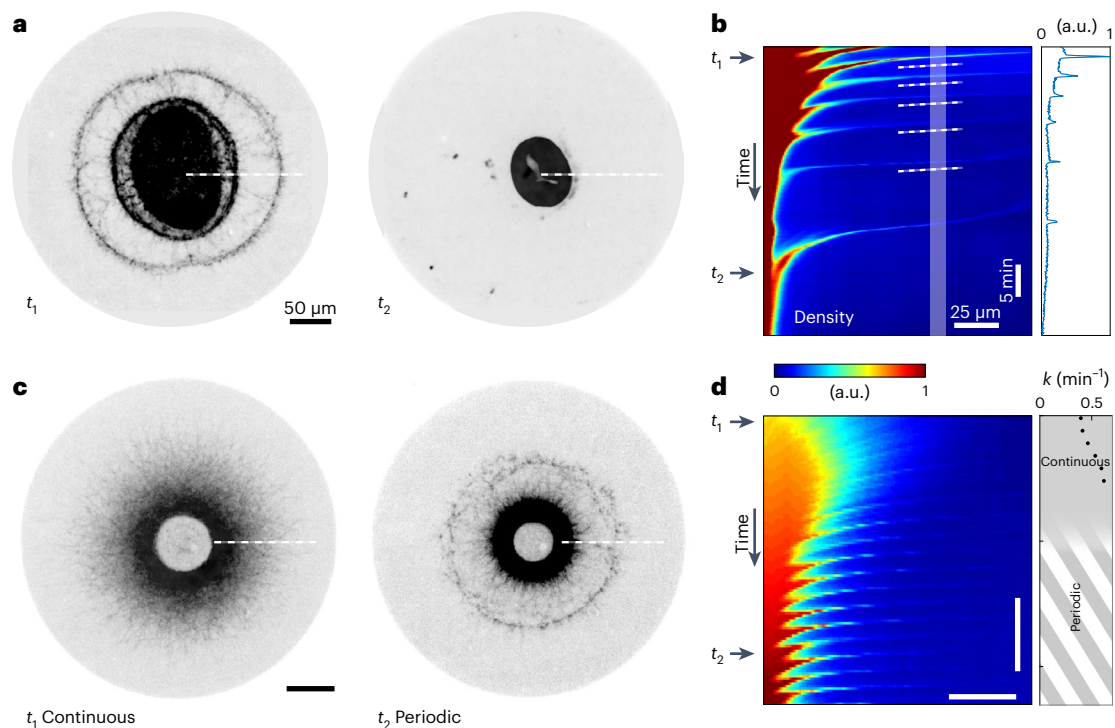 a
t1
50 µm
t2
b
0 (a.u.) 1
t1
Time
t2
Density
25 µm
5 min
c
t1 Continuous
t2 Periodic
d
0 (a.u.) 1
k (min⁻¹)
0 0.5
t1
Time
t2
Continuous
Periodic